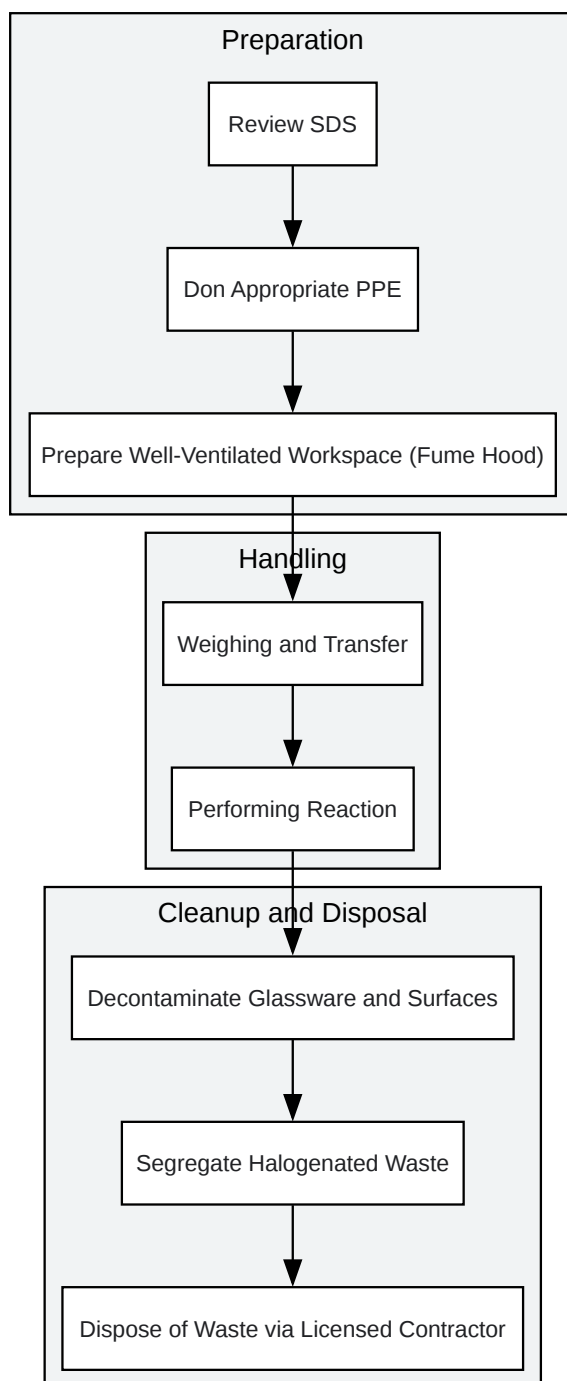 Preparation
Review SDS
Don Appropriate PPE
Prepare Well-Ventilated Workspace (Fume Hood)
Handling
Weighing and Transfer
Performing Reaction
Cleanup and Disposal
Decontaminate Glassware and Surfaces
Segregate Halogenated Waste
Dispose of Waste via Licensed Contractor